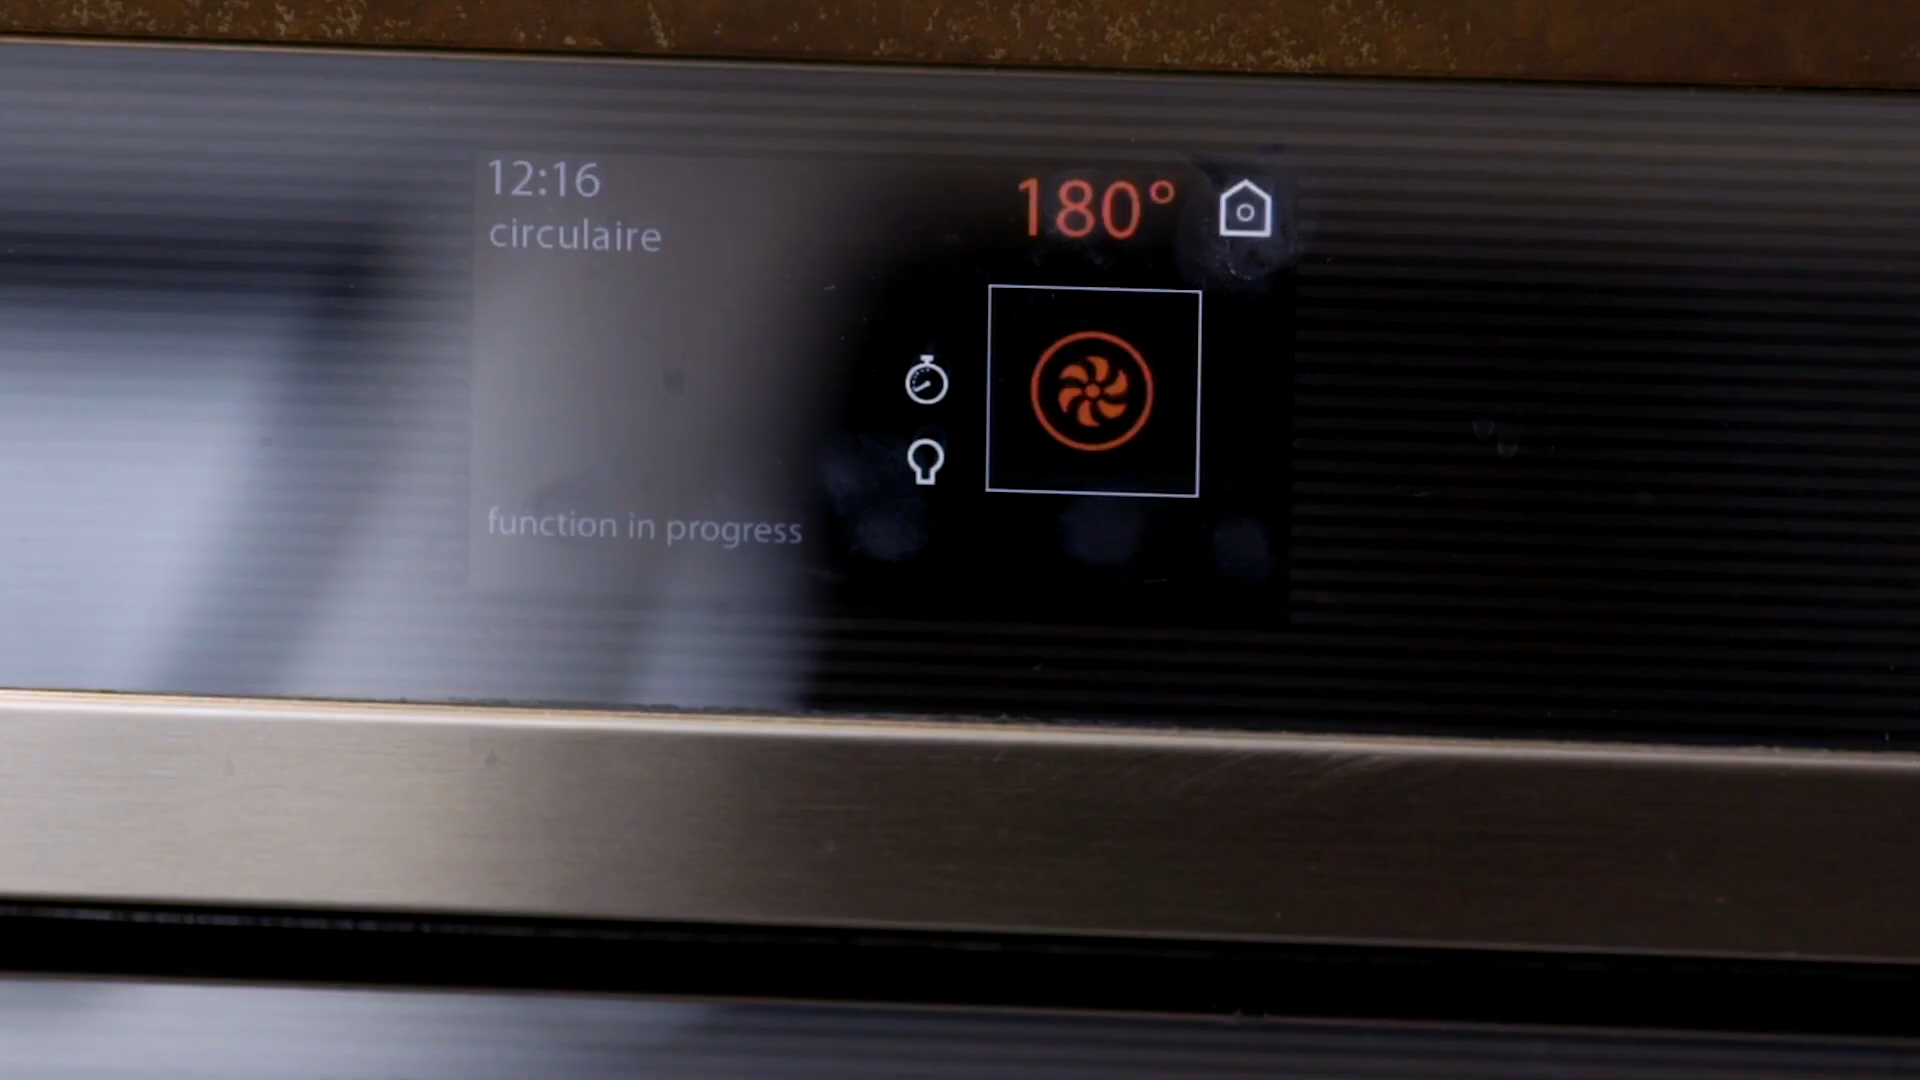 12:16
180°
circulaire
function in progress